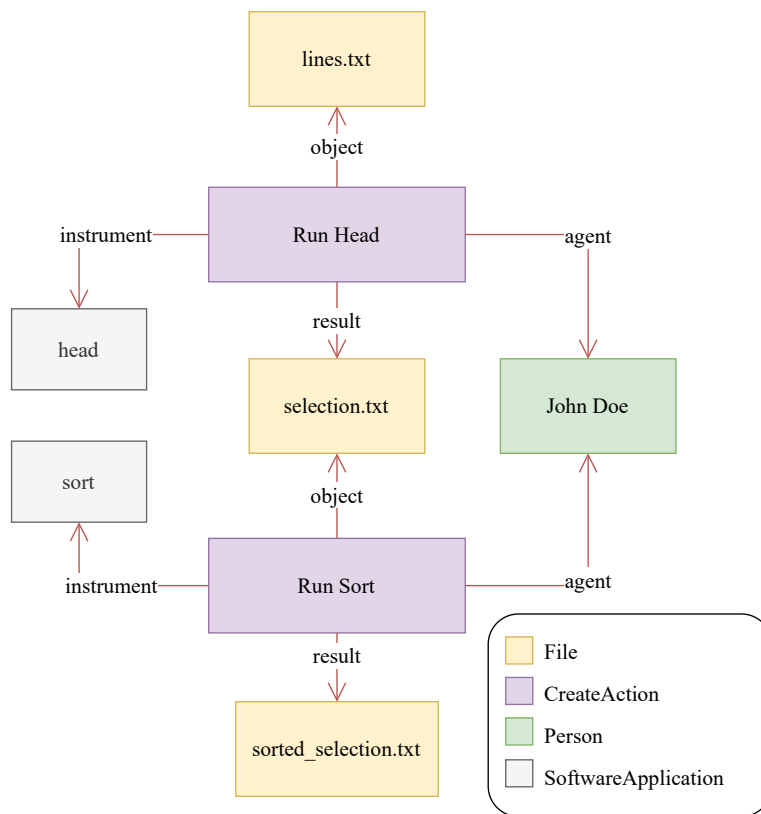 lines.txt
object
instrument
Run Head
agent
result
head
selection.txt
John Doe
sort
object
instrument
Run Sort
agent
result
sorted_selection.txt
File
CreateAction
Person
SoftwareApplication